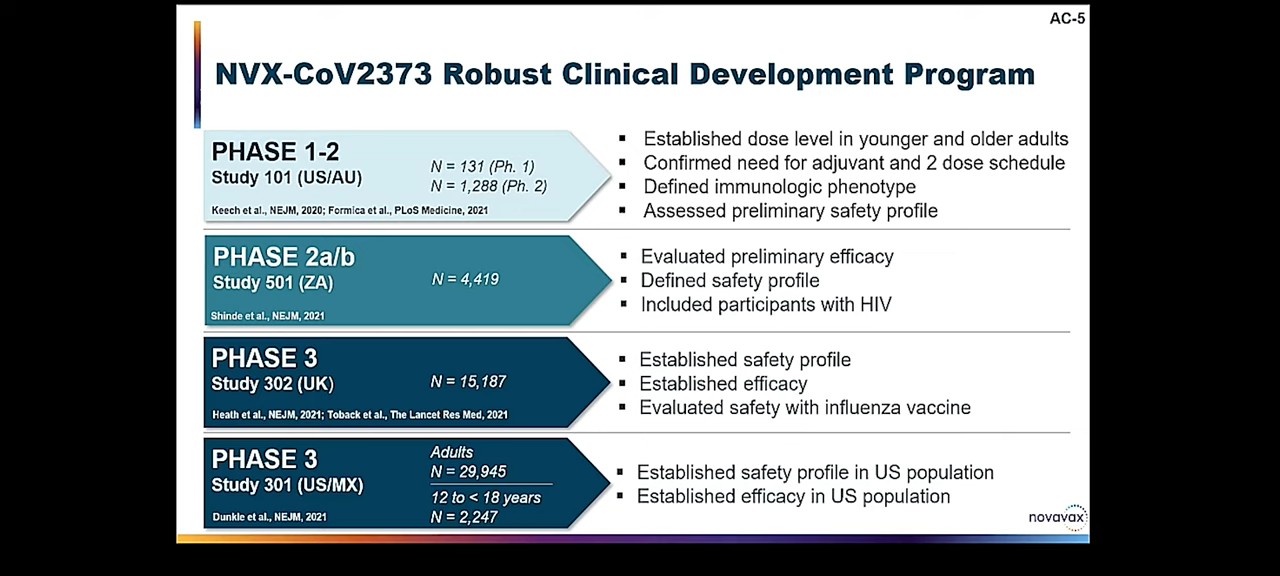 AC-5
NVX-CoV2373 Robust Clinical Development Program
PHASE 1-2
Study 101 (US/AU)
N = 131 (Ph. 1)
N = 1,288 (Ph. 2)
Keech et al., NEJM, 2020; Formica et al., PLoS Medicine, 2021
▪ Established dose level in younger and older adults
▪ Confirmed need for adjuvant and 2 dose schedule
▪ Defined immunologic phenotype
▪ Assessed preliminary safety profile
PHASE 2a/b
Study 501 (ZA)
N = 4,419
Shinde et al., NEJM, 2021
▪ Evaluated preliminary efficacy
▪ Defined safety profile
▪ Included participants with HIV
PHASE 3
Study 302 (UK)
N = 15,187
Heath et al., NEJM, 2021; Toback et al., The Lancet Res Med, 2021
▪ Established safety profile
▪ Established efficacy
▪ Evaluated safety with influenza vaccine
PHASE 3
Study 301 (US/MX)
Adults
N = 29,945
12 to < 18 years
N = 2,247
Dunkle et al., NEJM, 2021
▪ Established safety profile in US population
▪ Established efficacy in US population
novavax